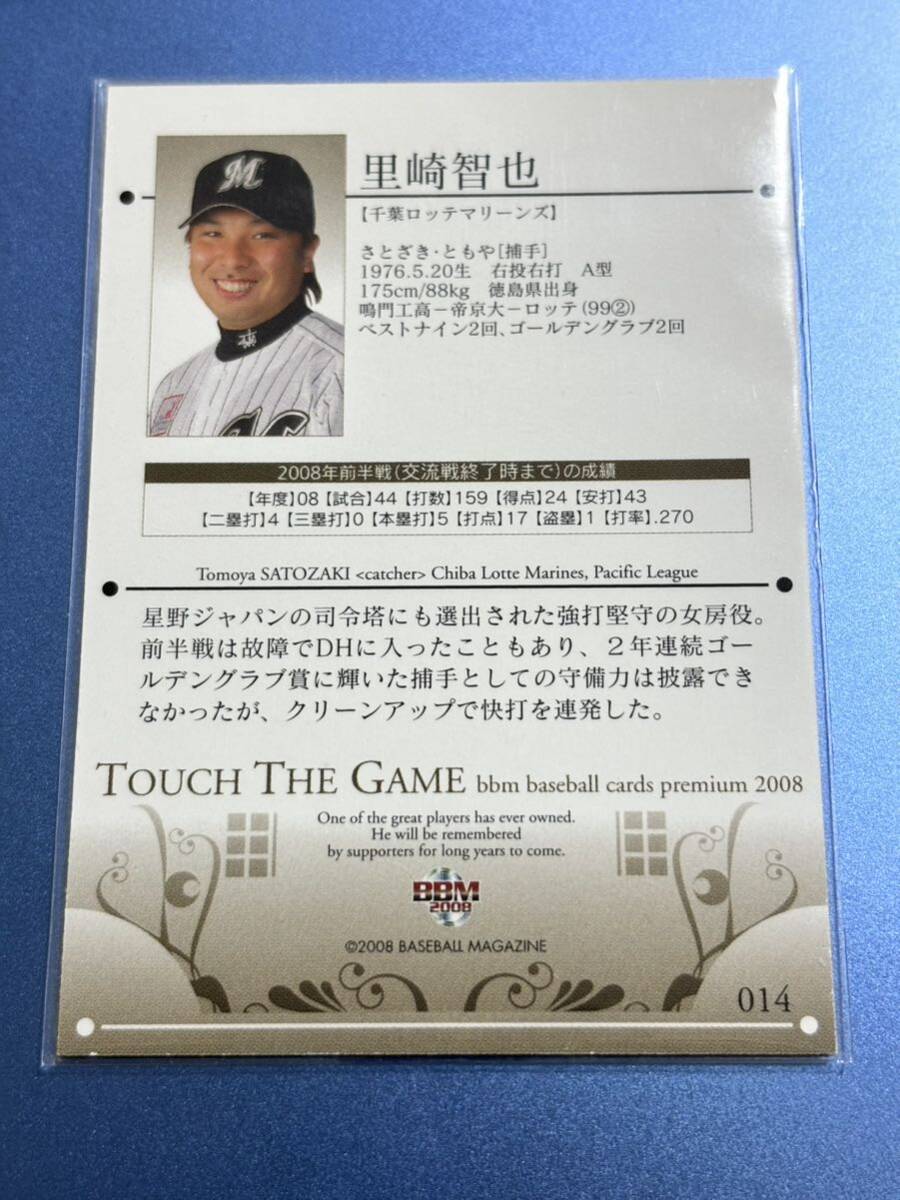 M
里崎智也
【千葉ロッテマリーンズ】
さとざき・ともや[捕手]
1976.5.20生 右投右打 A型
175cm/88kg 徳島県出身
鳴門工高－帝京大－ロッテ(99②)
ベストナイン2回、ゴールデングラブ2回
2008年前半戦(交流戦終了時まで)の成績
【年度】08【試合】44【打数】159【得点】24【安打】43
【二塁打】4【三塁打】0【本塁打】5【打点】17【盗塁】1【打率】.270
Tomoya SATOZAKI <catcher> Chiba Lotte Marines, Pacific League
星野ジャパンの司令塔にも選出された強打堅守の女房役。
前半戦は故障でDHに入ったこともあり、２年連続ゴー
ルデングラブ賞に輝いた捕手としての守備力は披露でき
なかったが、クリーンアップで快打を連発した。
TOUCH THE GAME bbm baseball cards premium 2008
One of the great players has ever owned.
He will be remembered
by supporters for long years to come.
BBM
2008
©2008 BASEBALL MAGAZINE
014